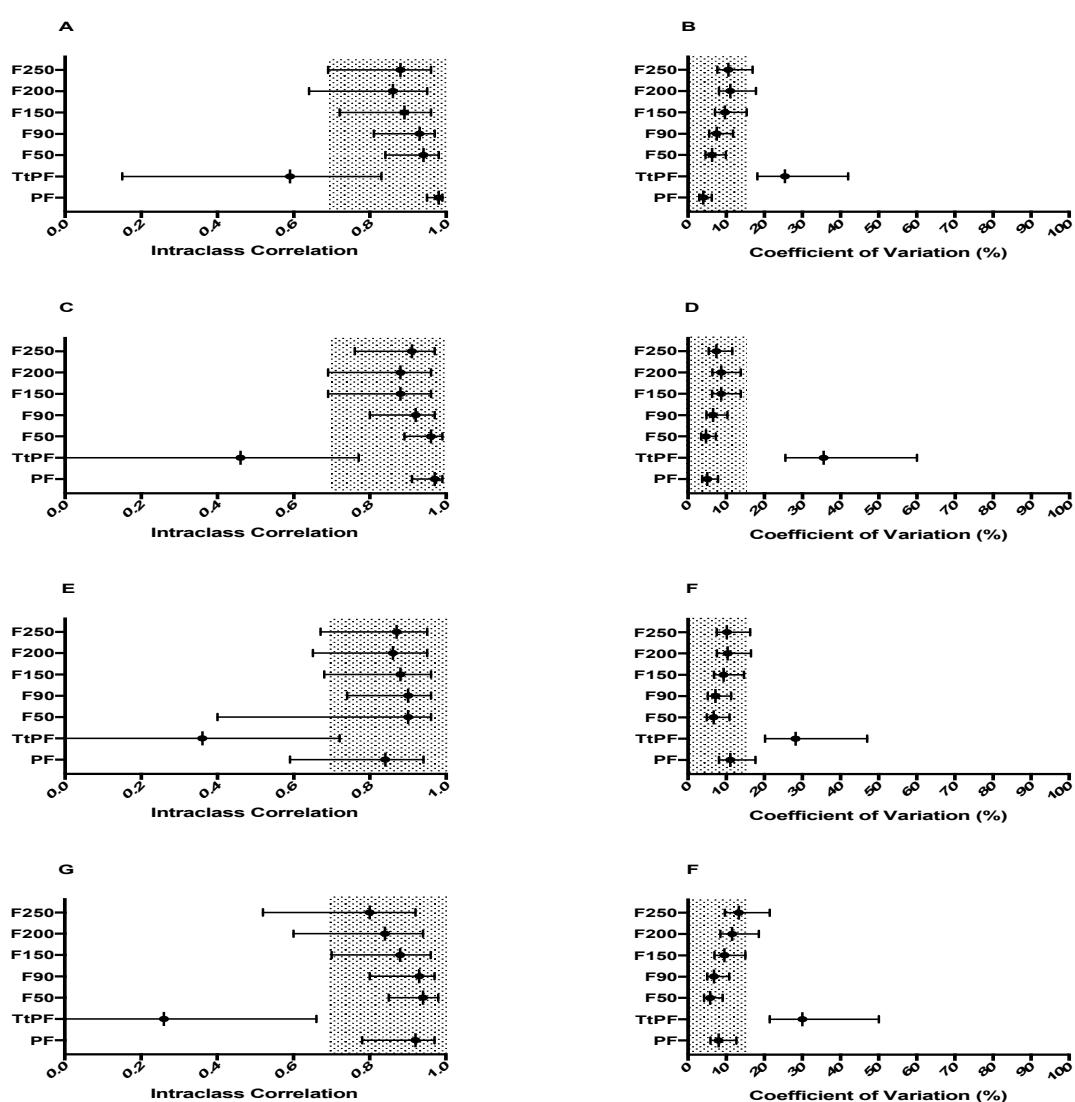 A
F250
F200
F150
F90
F50
TtPF
PF
0.0 0.2 0.4 0.6 0.8 1.0
Intraclass Correlation
B
F250
F200
F150
F90
F50
TtPF
PF
0 10 20 30 40 50 60 70 80 90 100
Coefficient of Variation (%)
C
F250
F200
F150
F90
F50
TtPF
PF
0.0 0.2 0.4 0.6 0.8 1.0
Intraclass Correlation
D
F250
F200
F150
F90
F50
TtPF
PF
0 10 20 30 40 50 60 70 80 90 100
Coefficient of Variation (%)
E
F250
F200
F150
F90
F50
TtPF
PF
0.0 0.2 0.4 0.6 0.8 1.0
Intraclass Correlation
F
F250
F200
F150
F90
F50
TtPF
PF
0 10 20 30 40 50 60 70 80 90 100
Coefficient of Variation (%)
G
F250
F200
F150
F90
F50
TtPF
PF
0.0 0.2 0.4 0.6 0.8 1.0
Intraclass Correlation
F
F250
F200
F150
F90
F50
TtPF
PF
0 10 20 30 40 50 60 70 80 90 100
Coefficient of Variation (%)